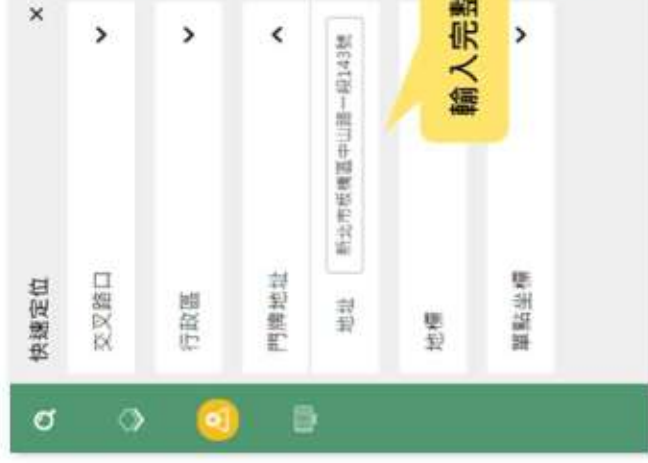 快速定位
交叉路口
行政區
門牌地址
地址 新北市板橋區中山路一段143號
輸入完整
地標
單點坐標